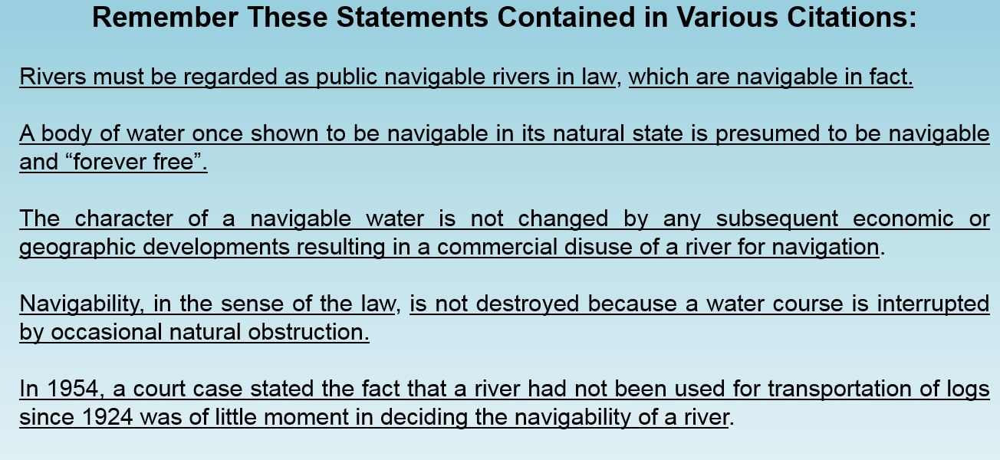 Remember These Statements Contained in Various Citations:
Rivers must be regarded as public navigable rivers in law, which are navigable in fact.
A body of water once shown to be navigable in its natural state is presumed to be navigable
and “forever free”.
The character of a navigable water is not changed by any subsequent economic or
geographic developments resulting in a commercial disuse of a river for navigation.
Navigability, in the sense of the law, is not destroyed because a water course is interrupted
by occasional natural obstruction.
In 1954, a court case stated the fact that a river had not been used for transportation of logs
since 1924 was of little moment in deciding the navigability of a river.